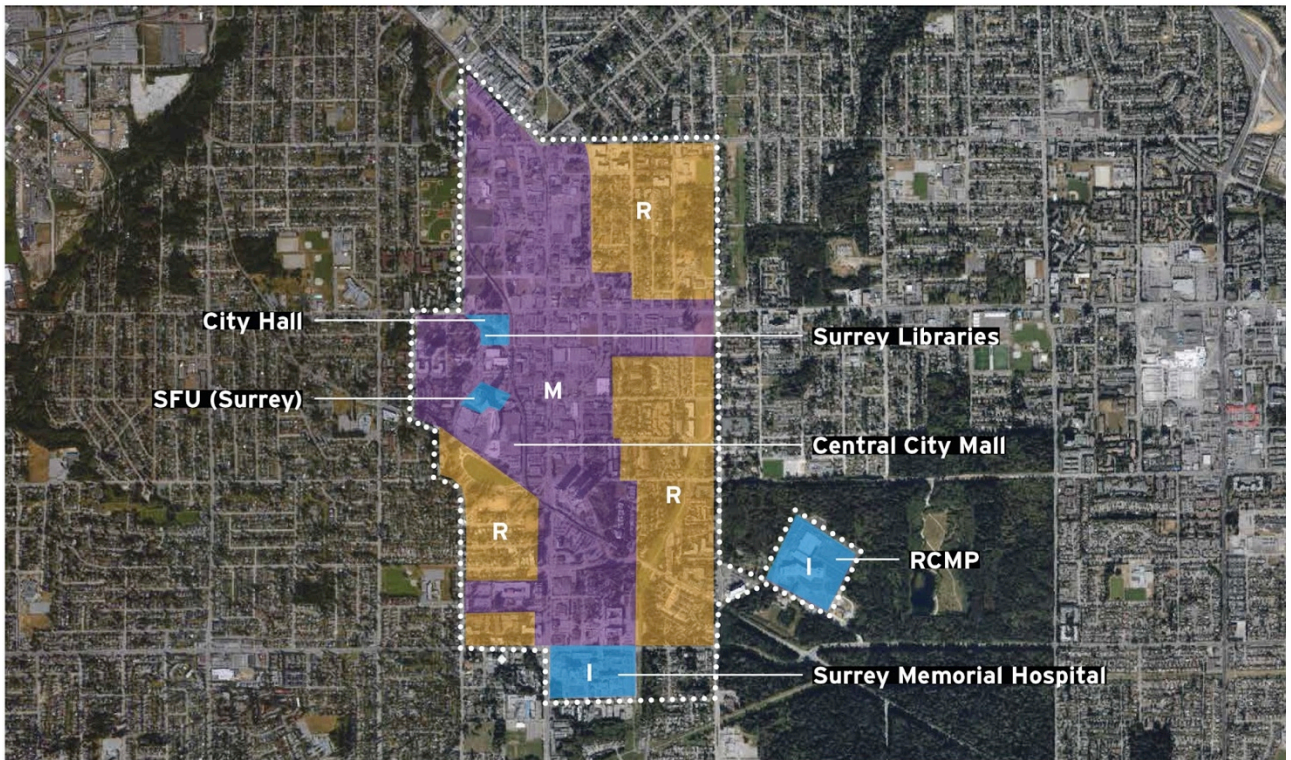 R
City Hall
Surrey Libraries
SFU (Surrey)
M
Central City Mall
R
R
I
RCMP
I
Surrey Memorial Hospital